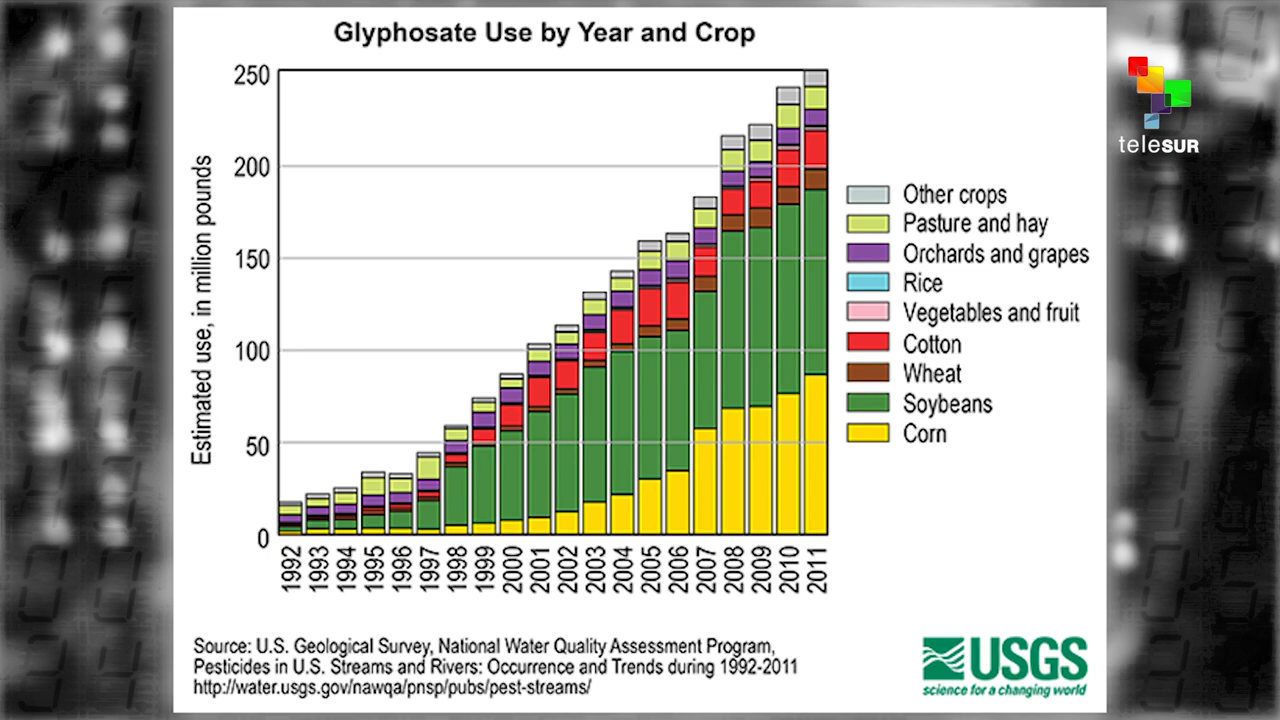 Glyphosate Use by Year and Crop
Estimated use, in million pounds
250
200
150
100
50
0
1992
1993
1994
1995
1996
1997
1998
1999
2000
2001
2002
2003
2004
2005
2006
2007
2008
2009
2010
2011
Other crops
Pasture and hay
Orchards and grapes
Rice
Vegetables and fruit
Cotton
Wheat
Soybeans
Corn
teleSUR
Source: U.S. Geological Survey, National Water Quality Assessment Program,
Pesticides in U.S. Streams and Rivers: Occurrence and Trends during 1992-2011
http://water.usgs.gov/nawqa/pnsp/pubs/pest-streams/
USGS
science for a changing world